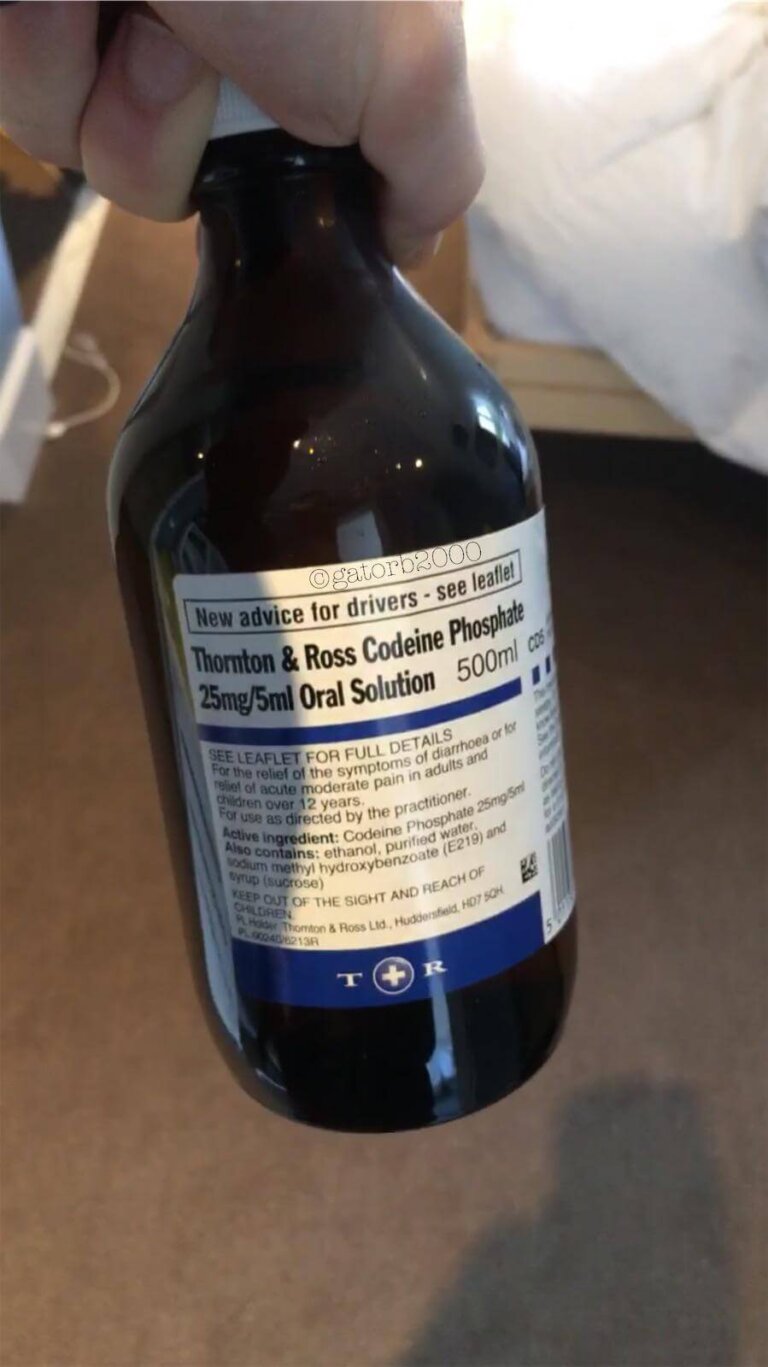 ©gatorb2000
New advice for drivers - see leaflet
Thornton & Ross Codeine Phosphate
25mg/5ml Oral Solution 500ml
CD5
SEE LEAFLET FOR FULL DETAILS
For the relief of the symptoms of diarrhoea or for
relief of acute moderate pain in adults and
children over 12 years.
For use as directed by the practitioner.
Active ingredient: Codeine Phosphate 25mg/5ml
Also contains: ethanol, purified water,
sodium methyl hydroxybenzoate (E219) and
syrup (sucrose)
KEEP OUT OF THE SIGHT AND REACH OF
CHILDREN.
PL Holder Thornton & Ross Ltd., Huddersfield, HD7 5QH
T R
5